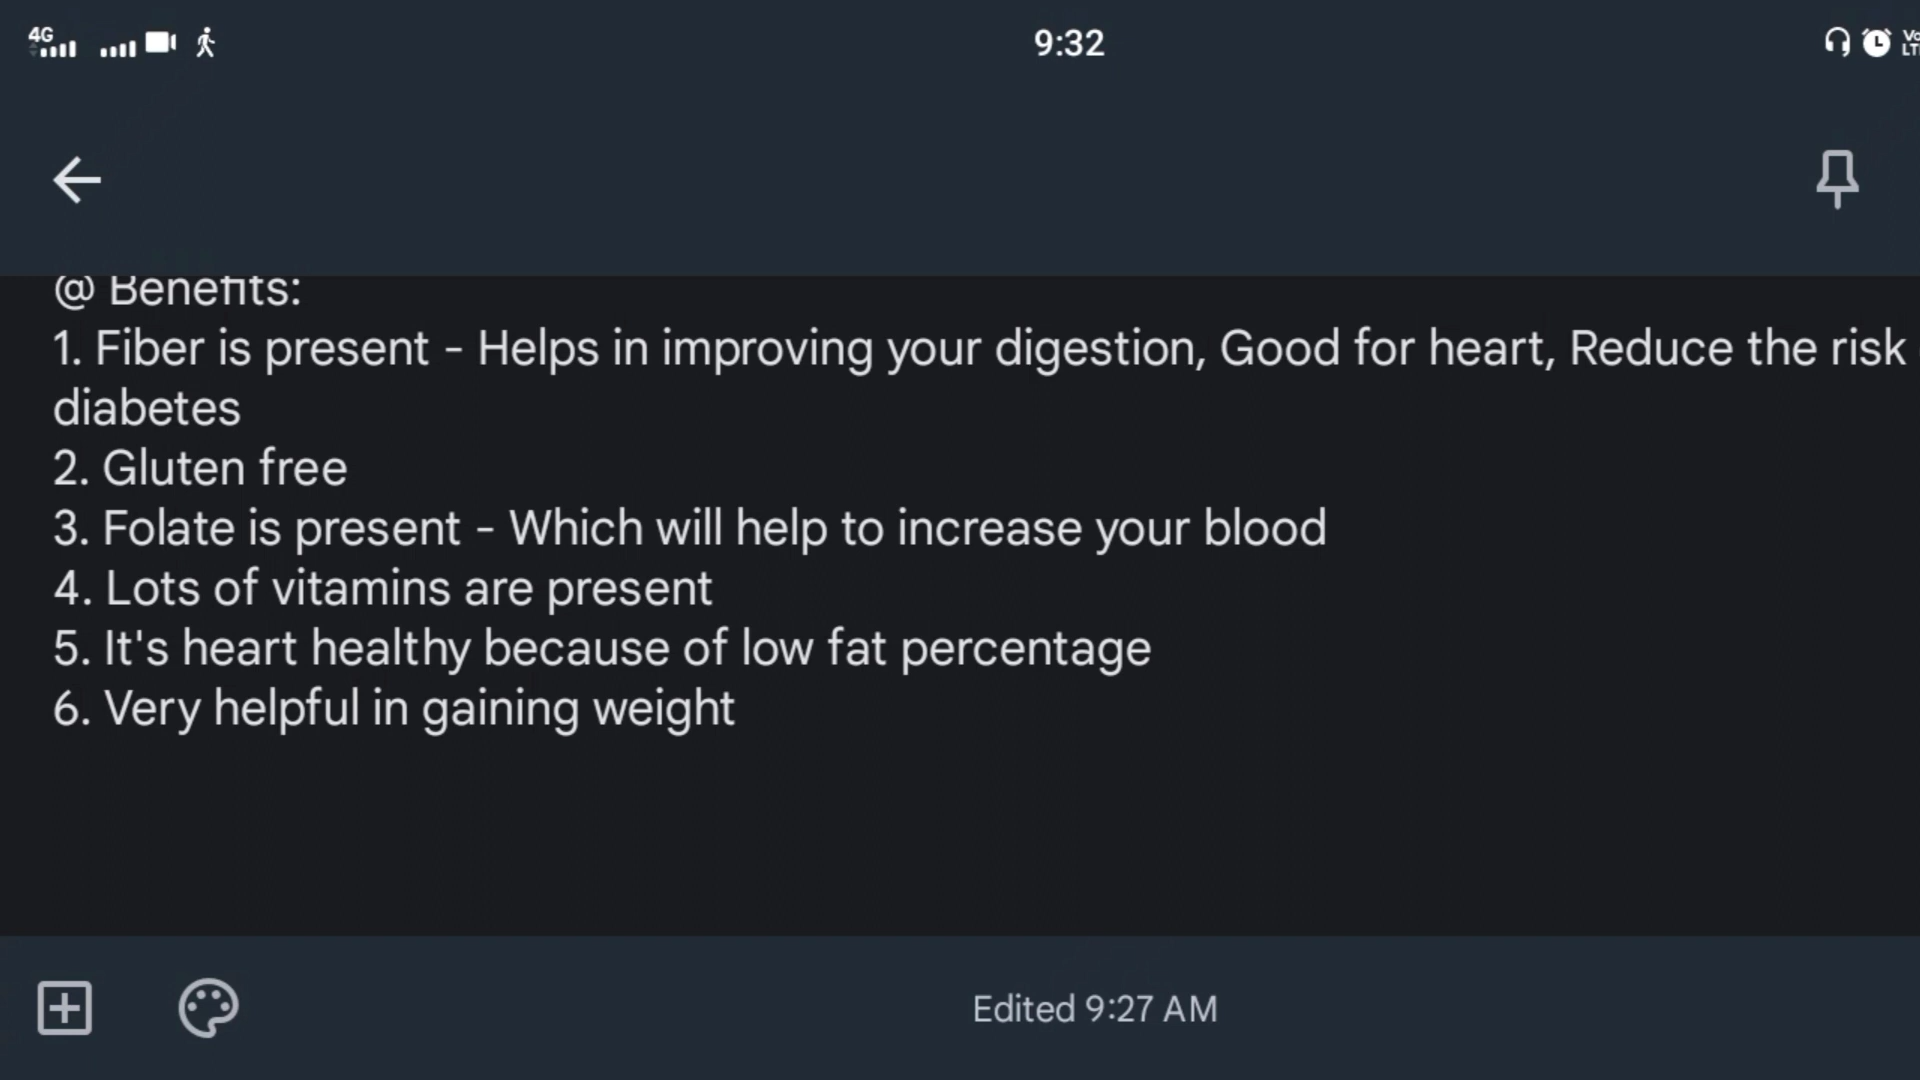 4G
9:32
@ Benefits:
1. Fiber is present - Helps in improving your digestion, Good for heart, Reduce the risk
diabetes
2. Gluten free
3. Folate is present - Which will help to increase your blood
4. Lots of vitamins are present
5. It's heart healthy because of low fat percentage
6. Very helpful in gaining weight
Edited 9:27 AM